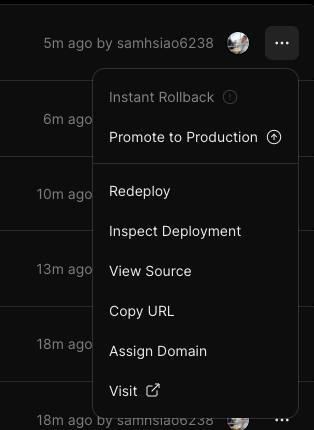 5m ago by samhsiao6238
Instant Rollback
6m ago
Promote to Production
Redeploy
10m ago
Inspect Deployment
13m ago
View Source
Copy URL
18m ago
Assign Domain
Visit
18m ago by samhsiao6238